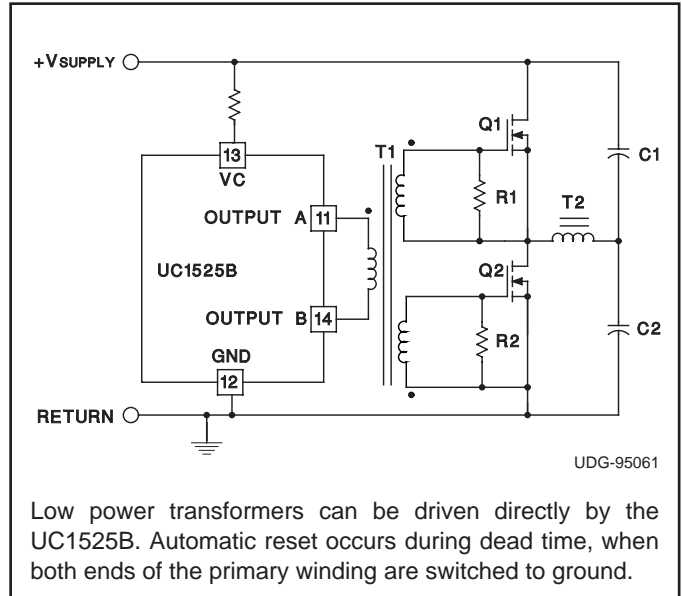 +VSUPPLY
Q1
T1
C1
13
VC
R1
T2
OUTPUT A 11
Q2
UC1525B
OUTPUT B 14
R2
C2
GND
12
RETURN
UDG-95061
Low power transformers can be driven directly by the
UC1525B. Automatic reset occurs during dead time, when
both ends of the primary winding are switched to ground.